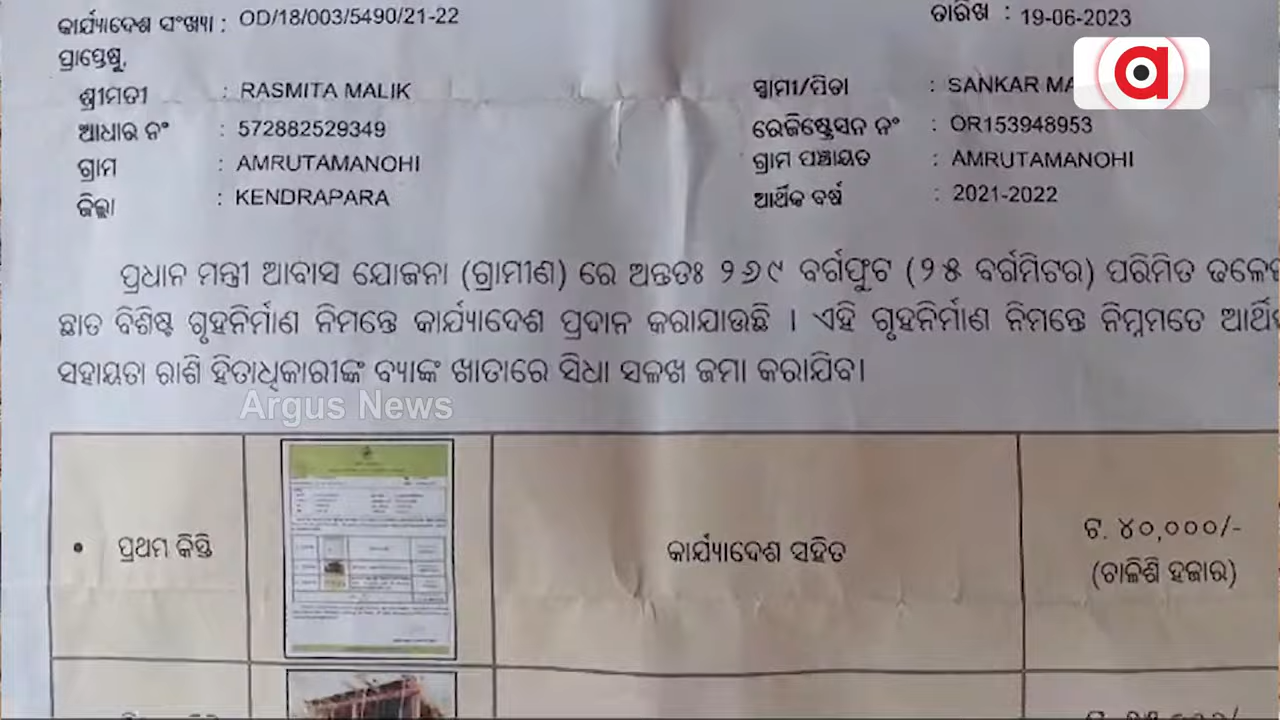 କାର୍ଯ୍ୟାଦେଶ ସଂଖ୍ୟା : OD/18/003/5490/21-22 ତାରିଖ : 19-06-2023
ପ୍ରାପ୍ତେଷୁ,
ଶ୍ରୀମତୀ : RASMITA MALIK ସ୍ୱାମୀ/ପିତା : SANKAR
ଆଧାର ନଂ : 572882529349 ରେଜିଷ୍ଟ୍ରେସନ ନଂ : OR153948953
ଗ୍ରାମ : AMRUTAMANOHI ଗ୍ରାମ ପଞ୍ଚାୟତ : AMRUTAMANOHI
ଜିଲ୍ଲା : KENDRAPARA ଆର୍ଥିକ ବର୍ଷ : 2021-2022
ପ୍ରଧାନ ମନ୍ତ୍ରୀ ଆବାସ ଯୋଜନା (ଗ୍ରାମୀଣ) ରେ ଅନ୍ତତଃ ୨୬୯ ବର୍ଗଫୁଟ (୨୫ ବର୍ଗମିଟର) ପରିମିତ
ଛାତ ବିଶିଷ୍ଟ ଗୃହନିର୍ମାଣ ନିମନ୍ତେ କାର୍ଯ୍ୟାଦେଶ ପ୍ରଦାନ କରାଯାଉଛି । ଏହି ଗୃହନିର୍ମାଣ ନିମନ୍ତେ ନିମ୍ନମତେ
ସହାୟତା ରାଶି ହିତାଧିକାରୀଙ୍କ ବ୍ୟାଙ୍କ ଖାତାରେ ସିଧା ସଳଖ ଜମା କରାଯିବ।
Argus News
• ପ୍ରଥମ କିସ୍ତି କାର୍ଯ୍ୟାଦେଶ ସହିତ ଟ. ୪୦,୦୦୦/-
(ଚାଳିଶି ହଜାର)